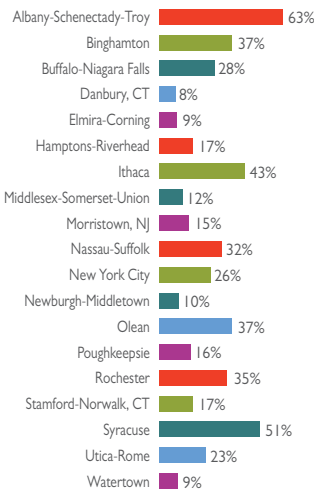 Albany-Schenectady-Troy 63%
Binghamton 37%
Buffalo-Niagara Falls 28%
Danbury, CT 8%
Elmira-Corning 9%
Hamptons-Riverhead 17%
Ithaca 43%
Middlesex-Somerset-Union 12%
Morristown, NJ 15%
Nassau-Suffolk 32%
New York City 26%
Newburgh-Middletown 10%
Olean 37%
Poughkeepsie 16%
Rochester 35%
Stamford-Norwalk, CT 17%
Syracuse 51%
Utica-Rome 23%
Watertown 9%